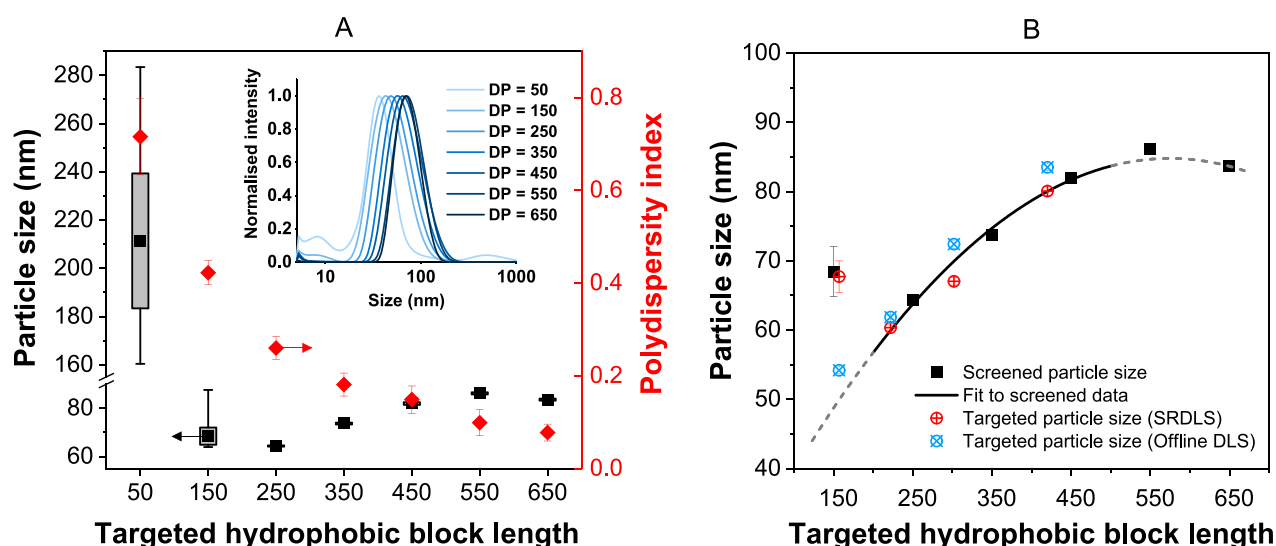 A
Particle size (nm)
280
260
240
220
200
180
160
80
60
50
150
250
350
450
550
650
Targeted hydrophobic block length
0.8
0.6
0.4
0.2
0.0
Polydispersity index
Normalised intensity
1.0
0.8
0.6
0.4
0.2
0.0
10
100
1000
Size (nm)
DP = 50
DP = 150
DP = 250
DP = 350
DP = 450
DP = 550
DP = 650
B
Particle size (nm)
100
90
80
70
60
50
40
150
250
350
450
550
650
Targeted hydrophobic block length
Screened particle size
Fit to screened data
Targeted particle size (SRDLS)
Targeted particle size (Offline DLS)